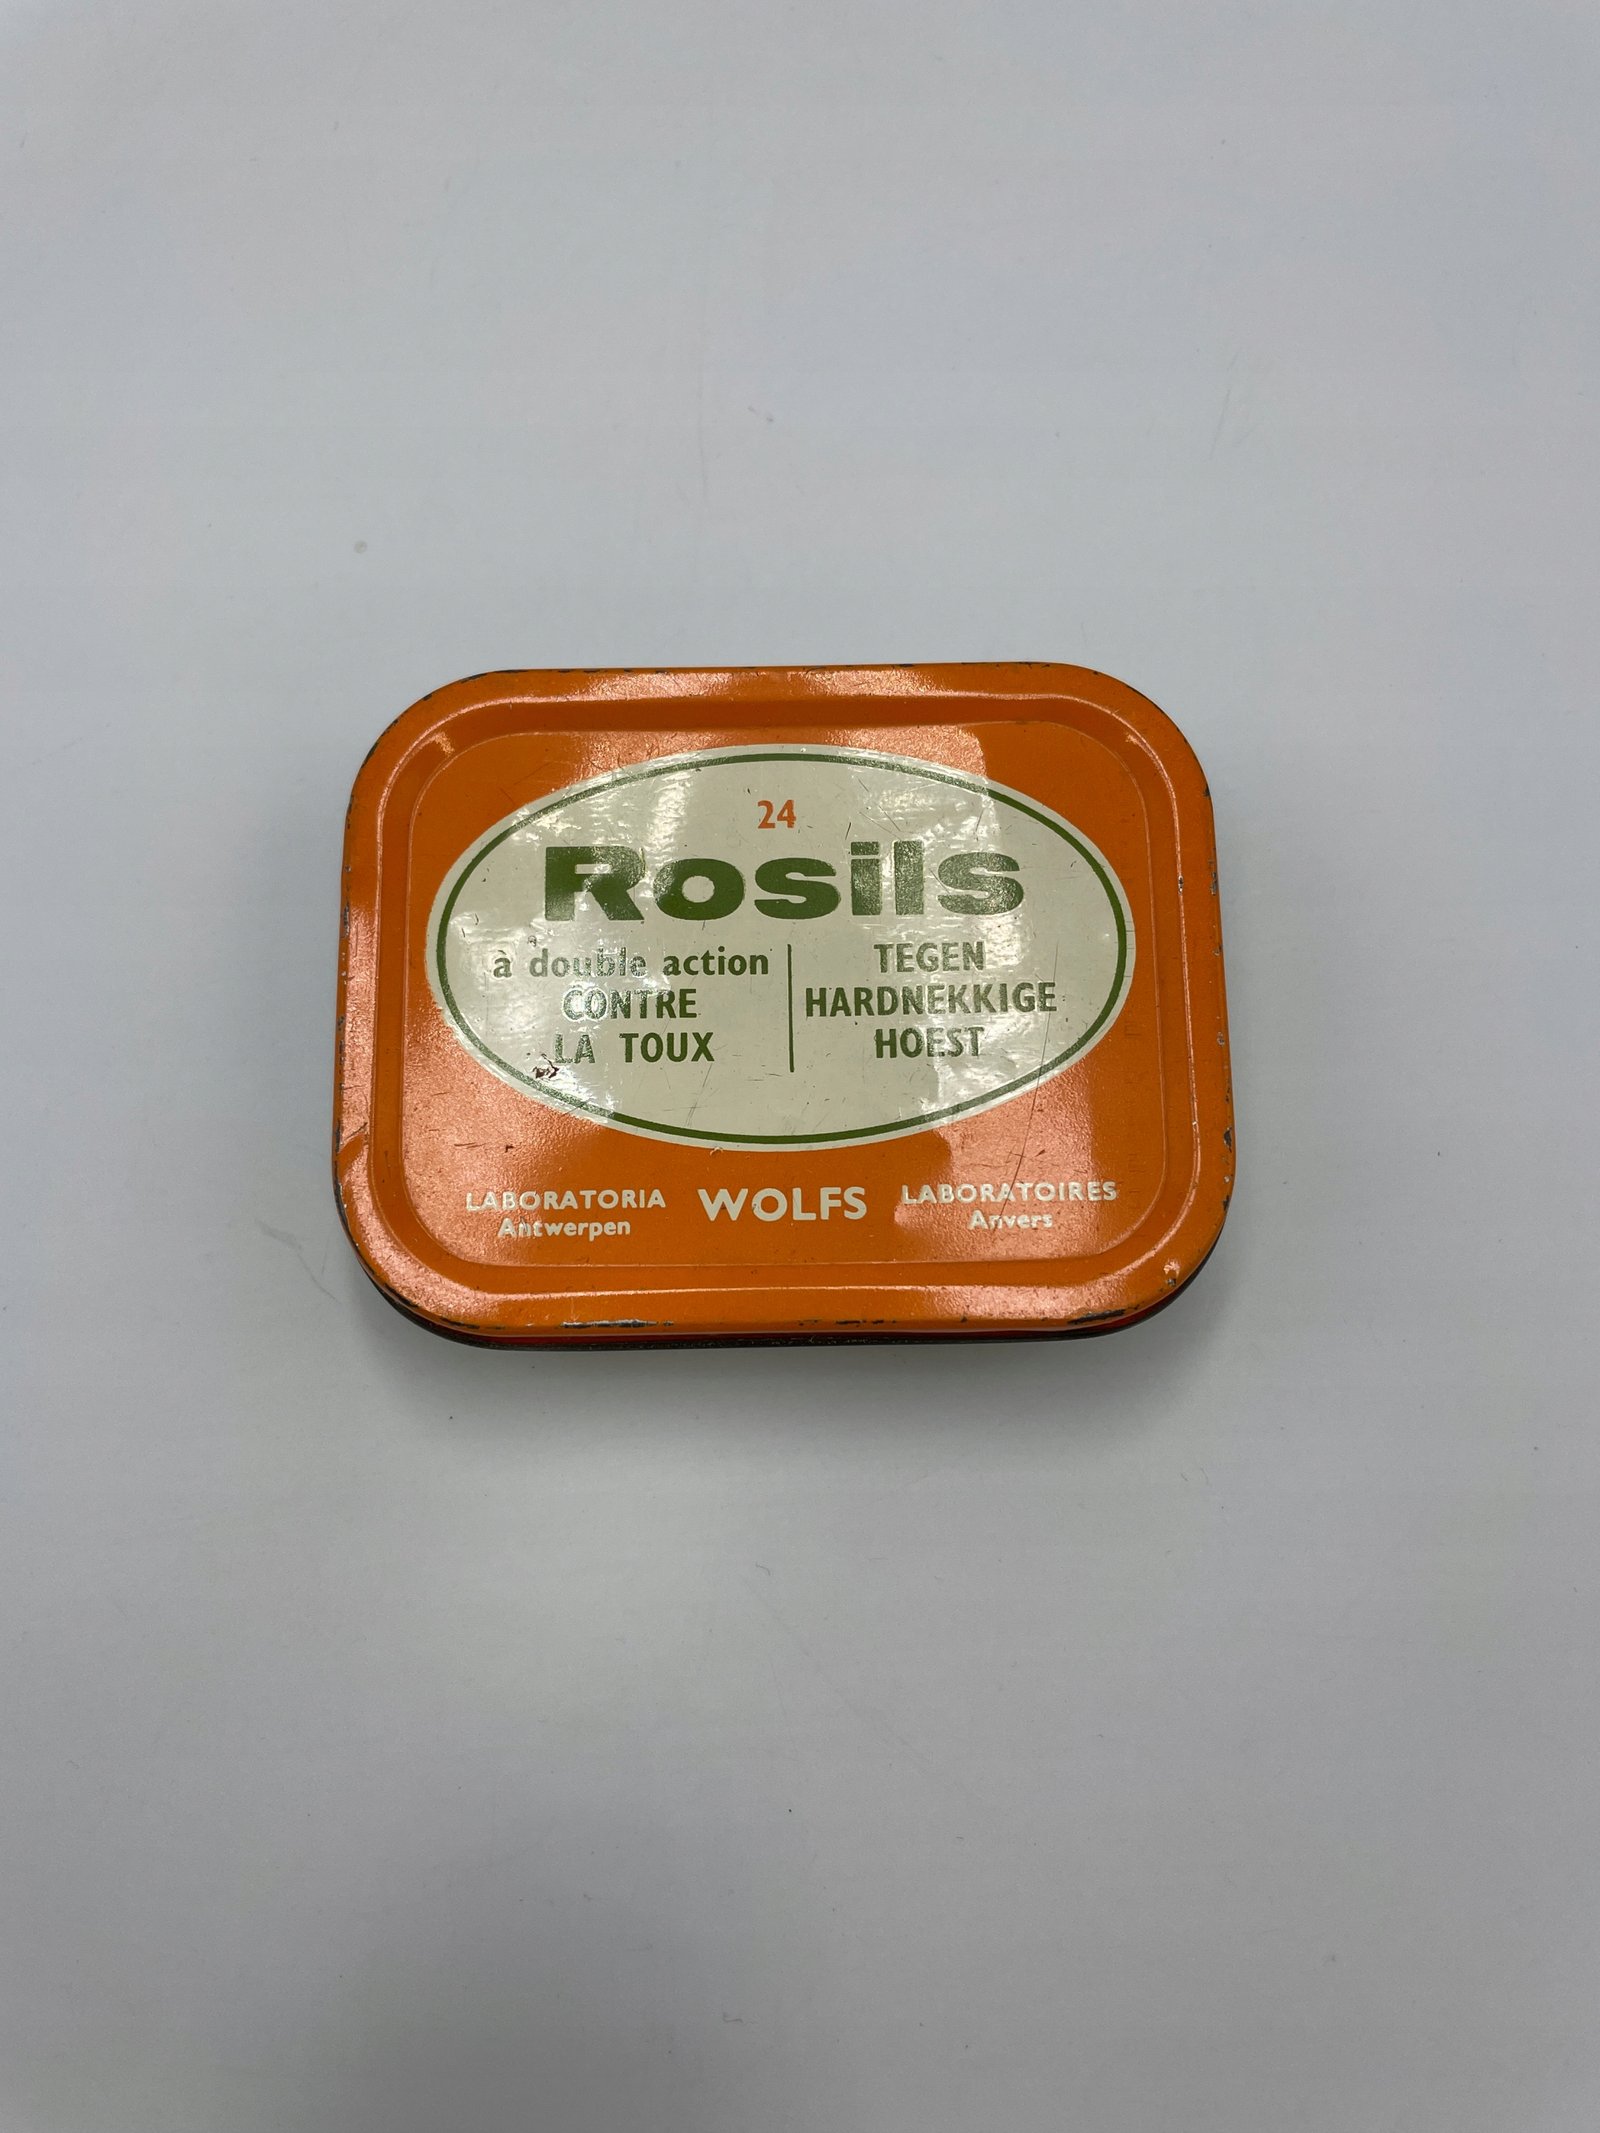 24
Rosils
à double action
CONTRE
LA TOUX
TEGEN
HARDNEKKIGE
HOEST
LABORATORIA
Antwerpen
WOLFS
LABORATOIRES
Anvers